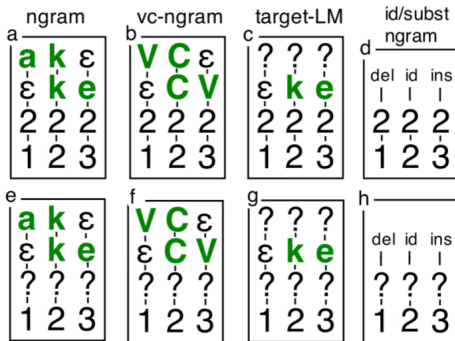 ngram vc-ngram target-LM id/subst ngram
a b c d
a k ε V C ε ? ? ? del id ins
ε k e ε C V ε k e
2 2 2 2 2 2 2 2 2 2 2 2
1 2 3 1 2 3 1 2 3 1 2 3
e f g h
a k ε V C ε ? ? ? del id ins
ε k e ε C V ε k e
? ? ? ? ? ? ? ? ? ? ? ?
1 2 3 1 2 3 1 2 3 1 2 3